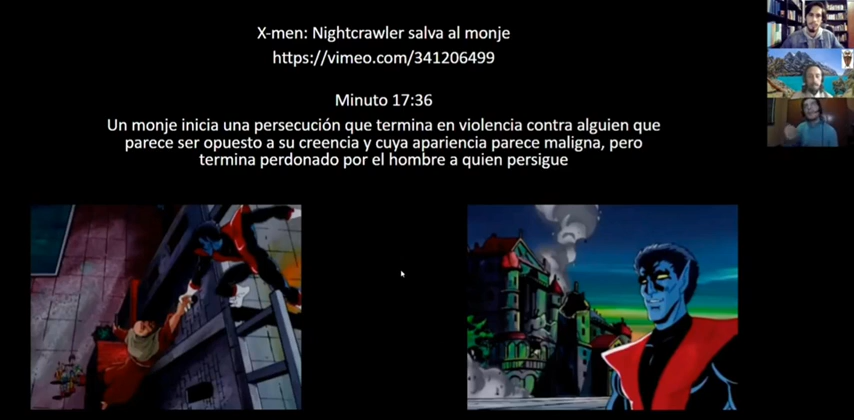 X-men: Nightcrawler salva al monje
https://vimeo.com/341206499
Minuto 17:36
Un monje inicia una persecución que termina en violencia contra alguien que
parece ser opuesto a su creencia y cuya apariencia parece maligna, pero
termina perdonado por el hombre a quien persigue